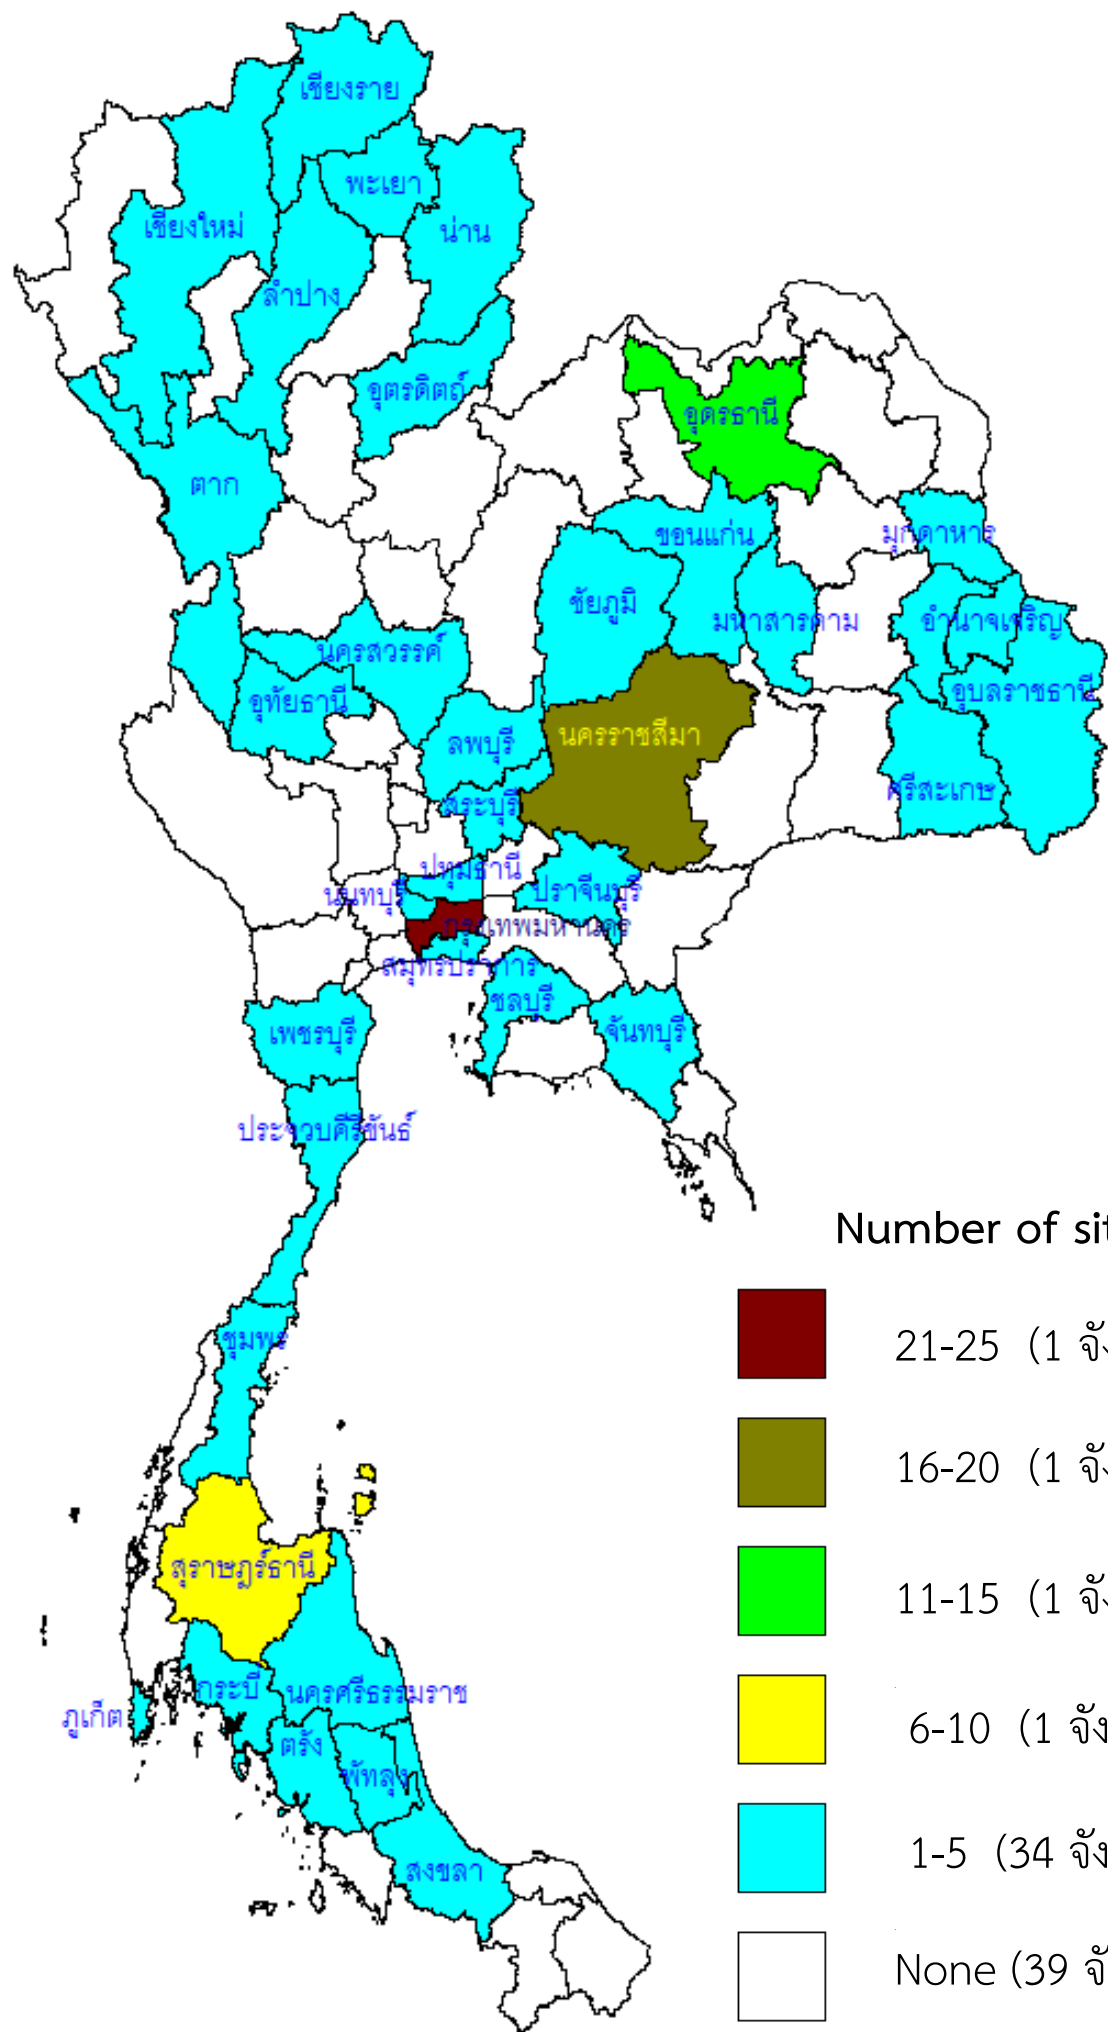 เชียงราย
พะเยา
เชียงใหม่
น่าน
ลำปาง
อุตรดิตถ์
อุดรธานี
ตาก
ขอนแก่น
มุกดาหาร
ชัยภูมิ
มหาสารคาม
อำนาจเจริญ
นครสวรรค์
อุทัยธานี
อุบลราชธานี
ลพบุรี
นครราชสีมา
สระบุรี
ศรีสะเกษ
ปทุมธานี
นนทบุรี
ปราจีนบุรี
กรุงเทพมหานคร
สมุทรปราการ
ชลบุรี
เพชรบุรี
จันทบุรี
ประจวบคีรีขันธ์
Number of sit
21-25 (1 จัง
ชุมพร
16-20 (1 จัง
สุราษฎร์ธานี
11-15 (1 จัง
กระบี่
นครศรีธรรมราช
ภูเก็ต
6-10 (1 จัง
ตรัง
พัทลุง
1-5 (34 จัง
สงขลา
None (39 จั